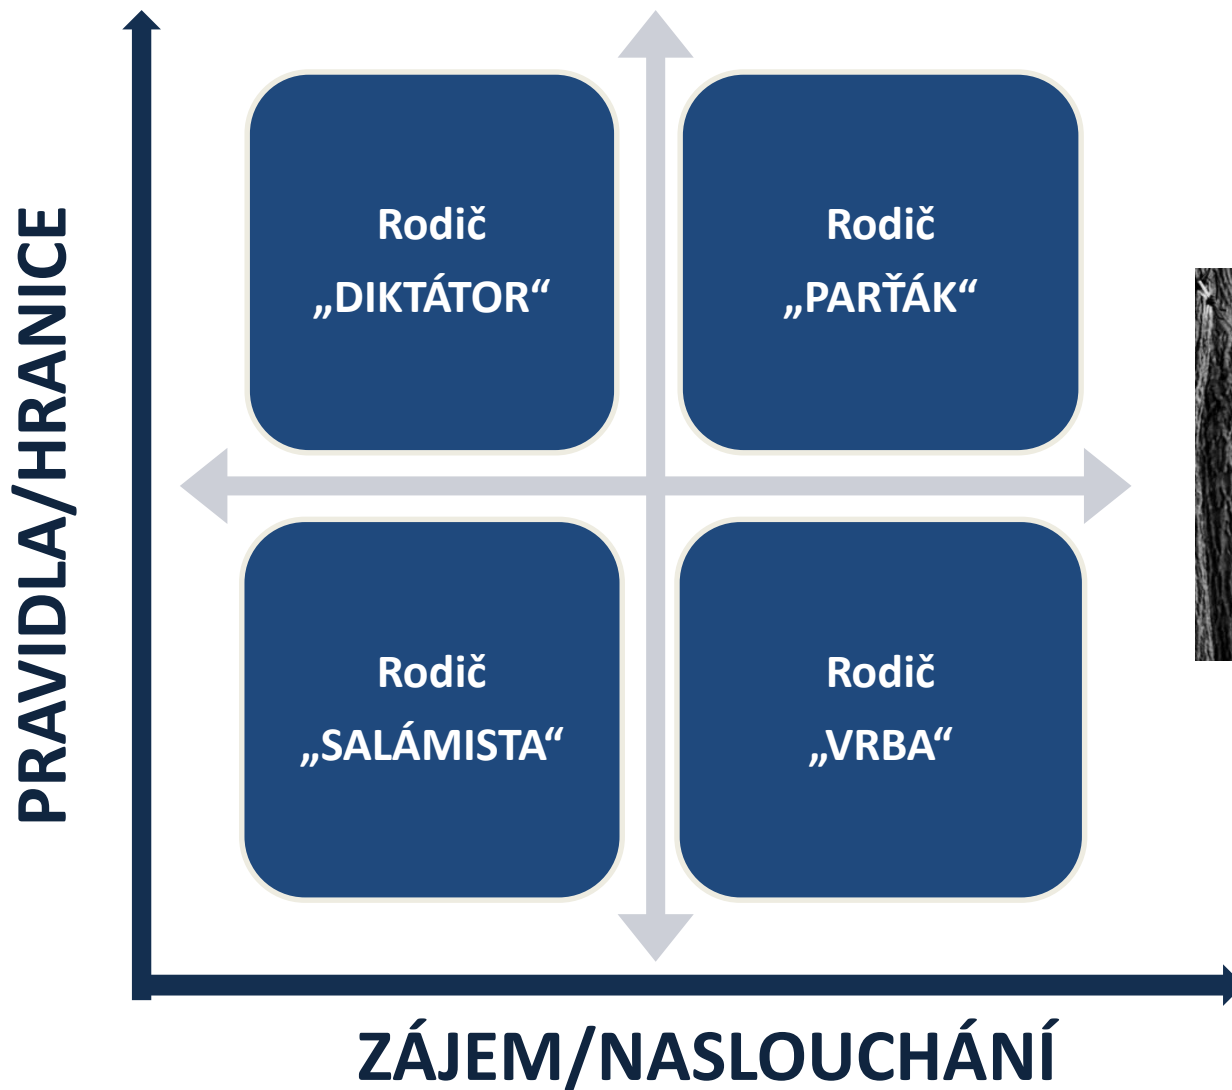 PRAVIDLA/HRANICE
Rodič
„DIKTÁTOR“
Rodič
„PARŤÁK“
Rodič
„SALÁMISTA“
Rodič
„VRBA“
ZÁJEM/NASLOUCHÁNÍ